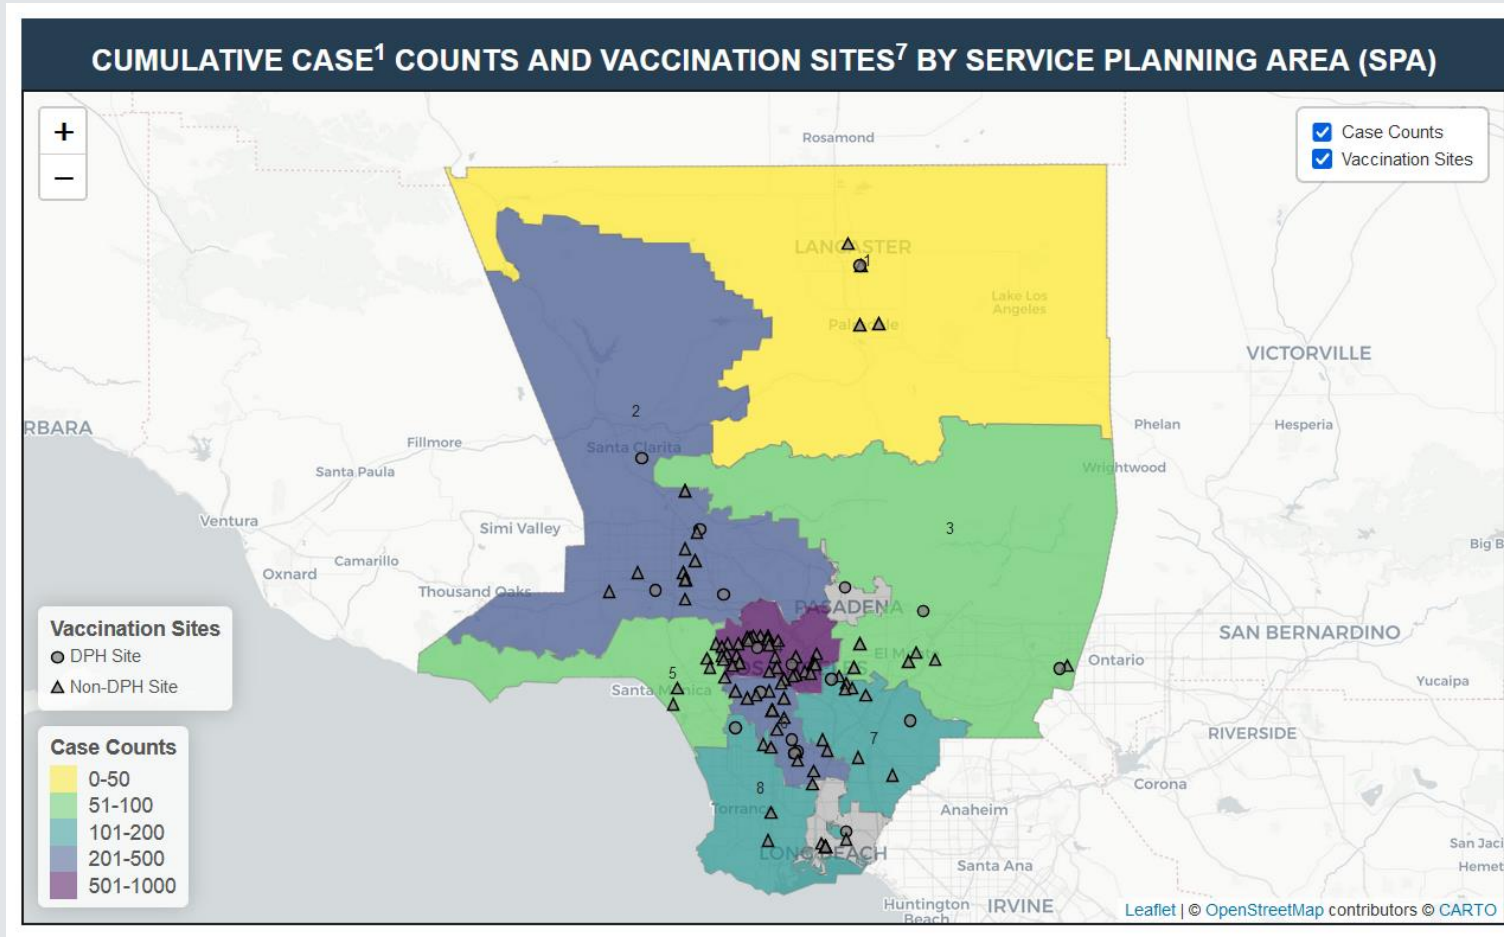 CUMULATIVE CASE¹ COUNTS AND VACCINATION SITES⁷ BY SERVICE PLANNING AREA (SPA)
+
−
Case Counts
Vaccination Sites
Rosamond
LANCASTER
1
Lake Los
Angeles
VICTORVILLE
2
RBARA
Fillmore
Santa Clarita
Phelan
Hesperia
Santa Paula
Wrightwood
Ventura
Simi Valley
3
Big B
Camarillo
Oxnard
Thousand Oaks
PASADENA
Vaccination Sites
DPH Site
Non-DPH Site
SAN BERNARDINO
Ontario
5
Santa Monica
Yucaipa
RIVERSIDE
7
Case Counts
0-50
51-100
101-200
201-500
501-1000
8
Corona
Anaheim
San Jaci
LONG BEACH
Santa Ana
Hemet
Huntington
Beach
IRVINE
Leaflet | © OpenStreetMap contributors © CARTO